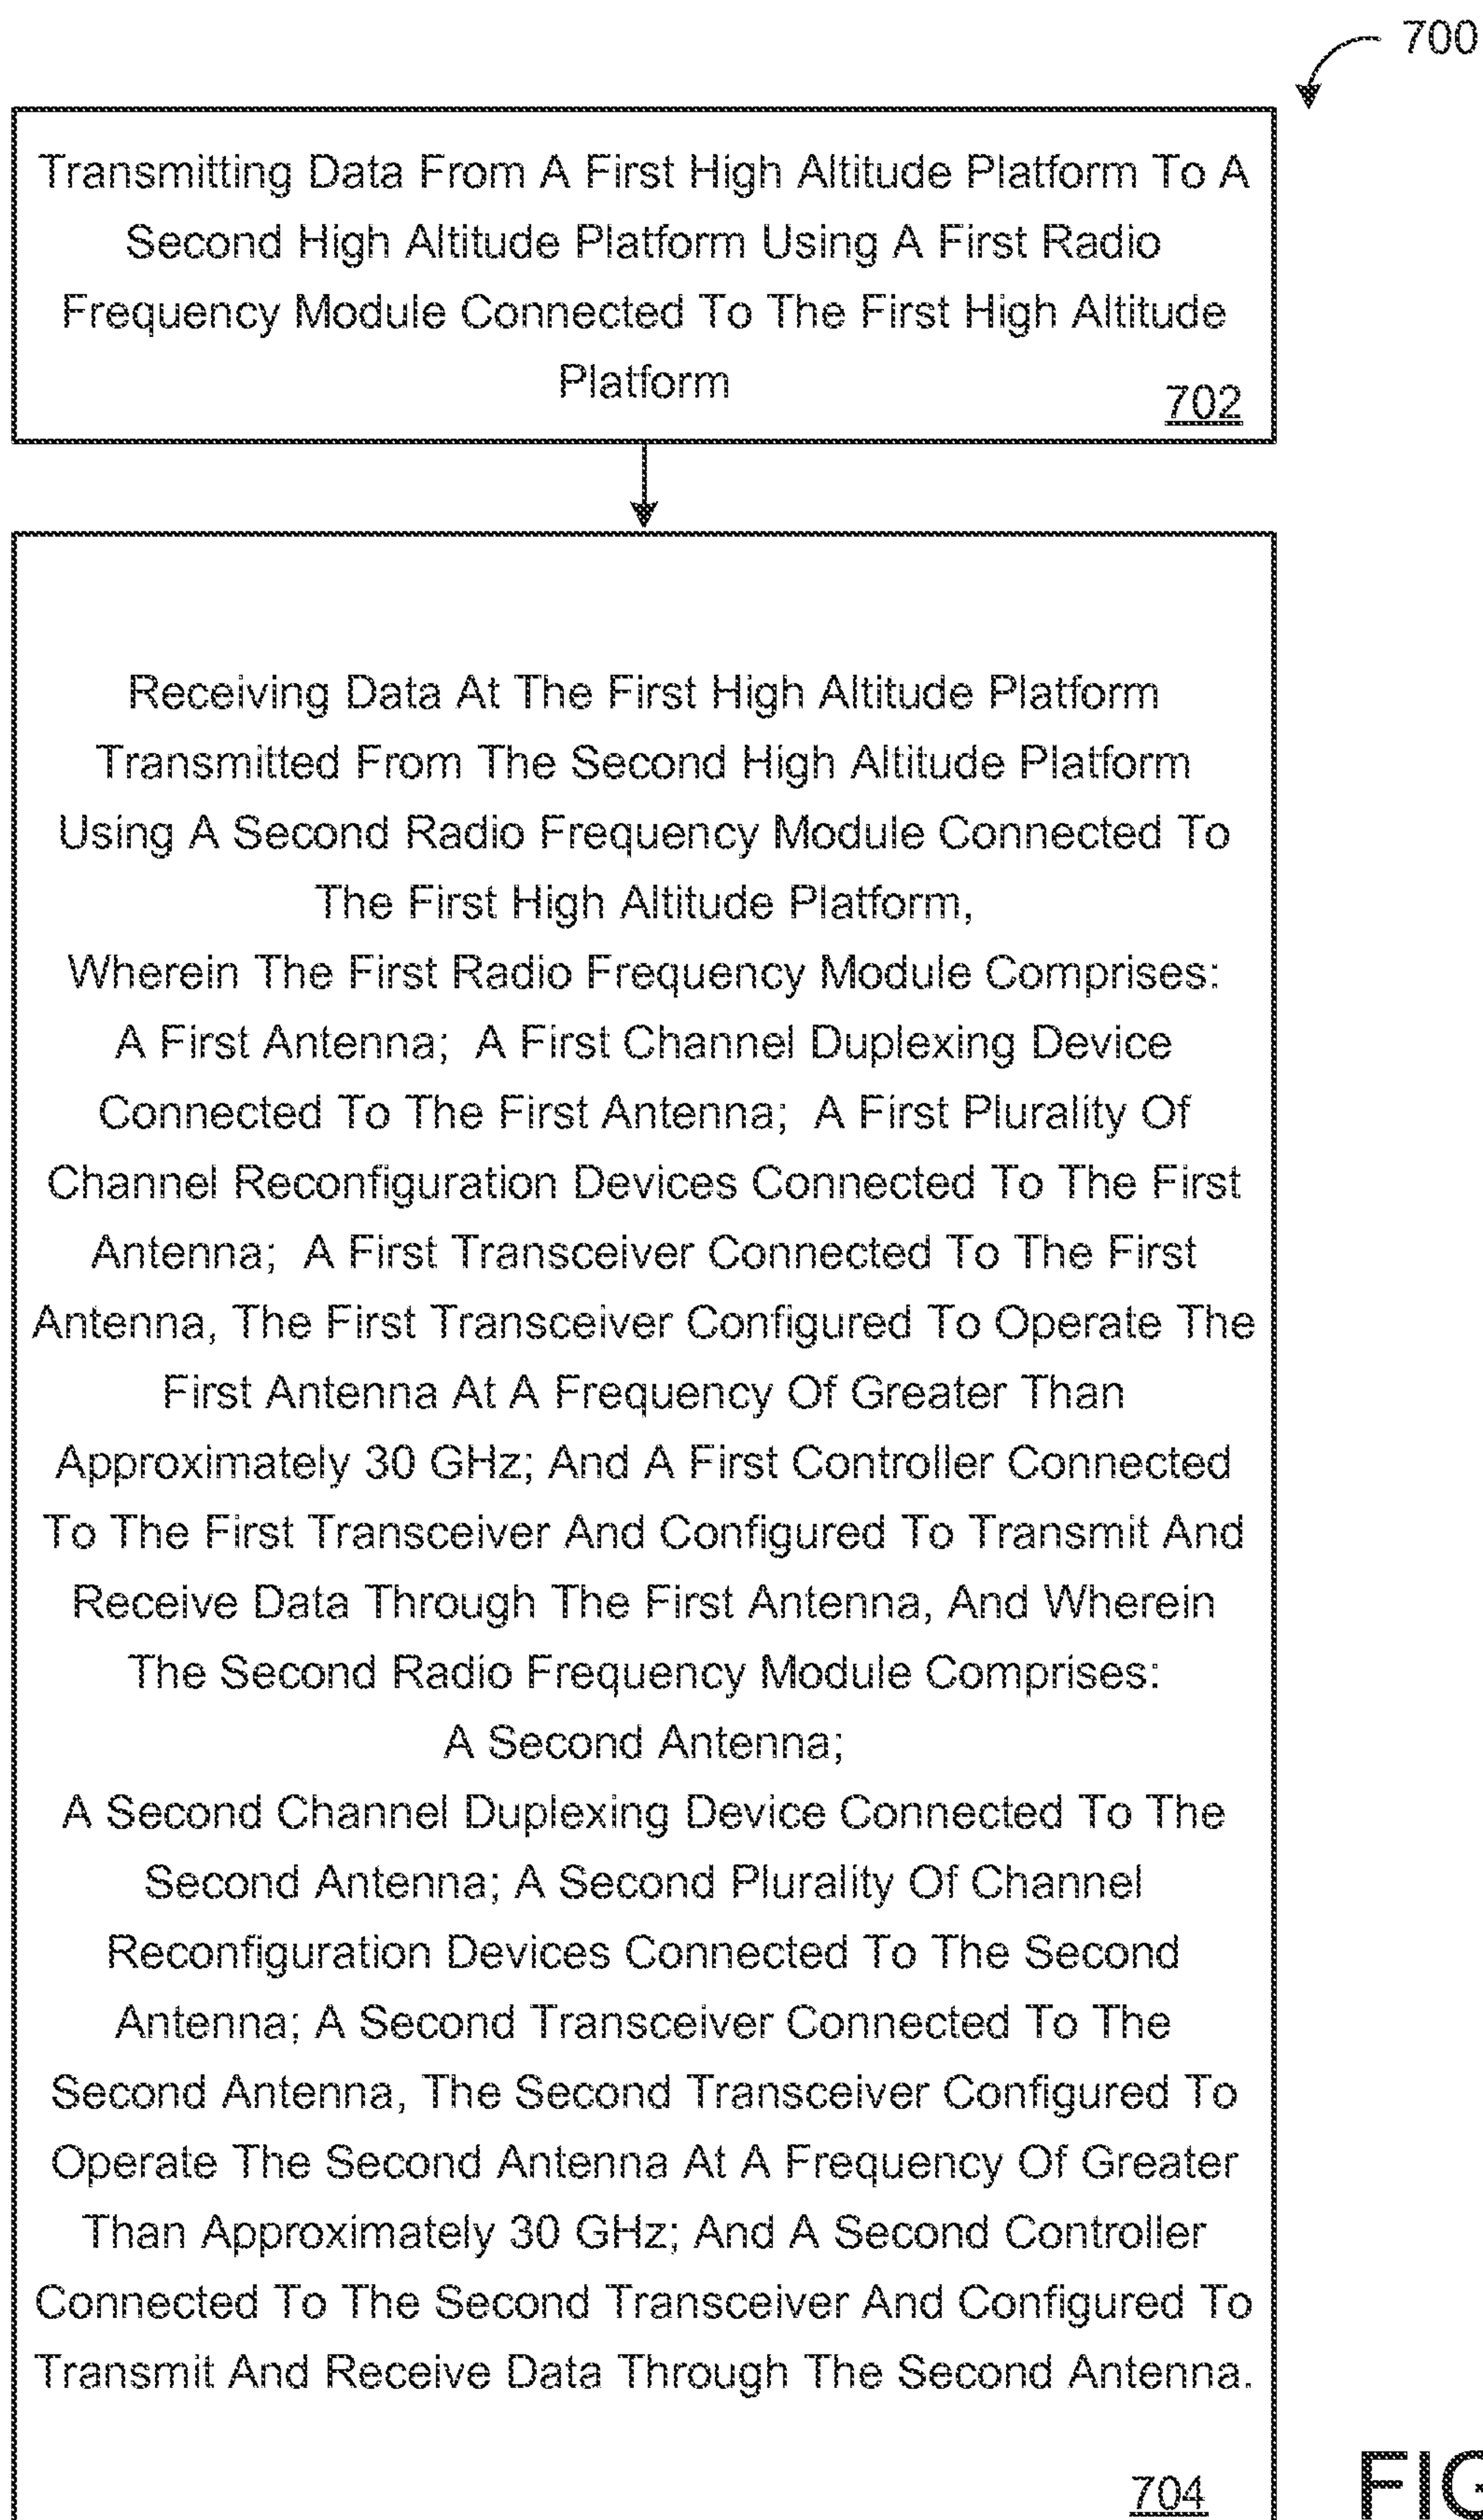 700
Transmitting Data From A First High Altitude Platform To A
Second High Altitude Platform Using A First Radio
Frequency Module Connected To The First High Altitude
Platform
702
Receiving Data At The First High Altitude Platform
Transmitted From The Second High Altitude Platform
Using A Second Radio Frequency Module Connected To
The First High Altitude Platform,
Wherein The First Radio Frequency Module Comprises:
A First Antenna; A First Channel Duplexing Device
Connected To The First Antenna; A First Plurality Of
Channel Reconfiguration Devices Connected To The First
Antenna; A First Transceiver Connected To The First
Antenna, The First Transceiver Configured To Operate The
First Antenna At A Frequency Of Greater Than
Approximately 30 GHz; And A First Controller Connected
To The First Transceiver And Configured To Transmit And
Receive Data Through The First Antenna, And Wherein
The Second Radio Frequency Module Comprises:
A Second Antenna;
A Second Channel Duplexing Device Connected To The
Second Antenna; A Second Plurality Of Channel
Reconfiguration Devices Connected To The Second
Antenna; A Second Transceiver Connected To The
Second Antenna, The Second Transceiver Configured To
Operate The Second Antenna At A Frequency Of Greater
Than Approximately 30 GHz; And A Second Controller
Connected To The Second Transceiver And Configured To
Transmit And Receive Data Through The Second Antenna.
704